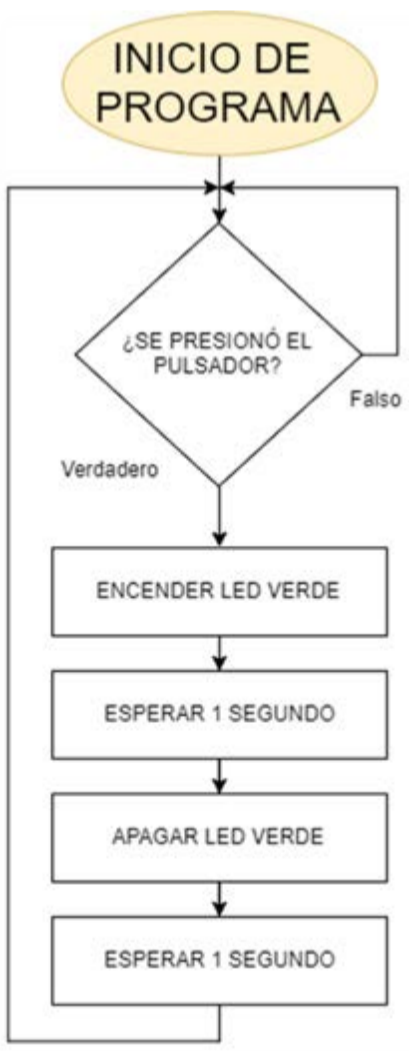 INICIO DE
PROGRAMA
¿SE PRESIONÓ EL
PULSADOR?
Falso
Verdadero
ENCENDER LED VERDE
ESPERAR 1 SEGUNDO
APAGAR LED VERDE
ESPERAR 1 SEGUNDO